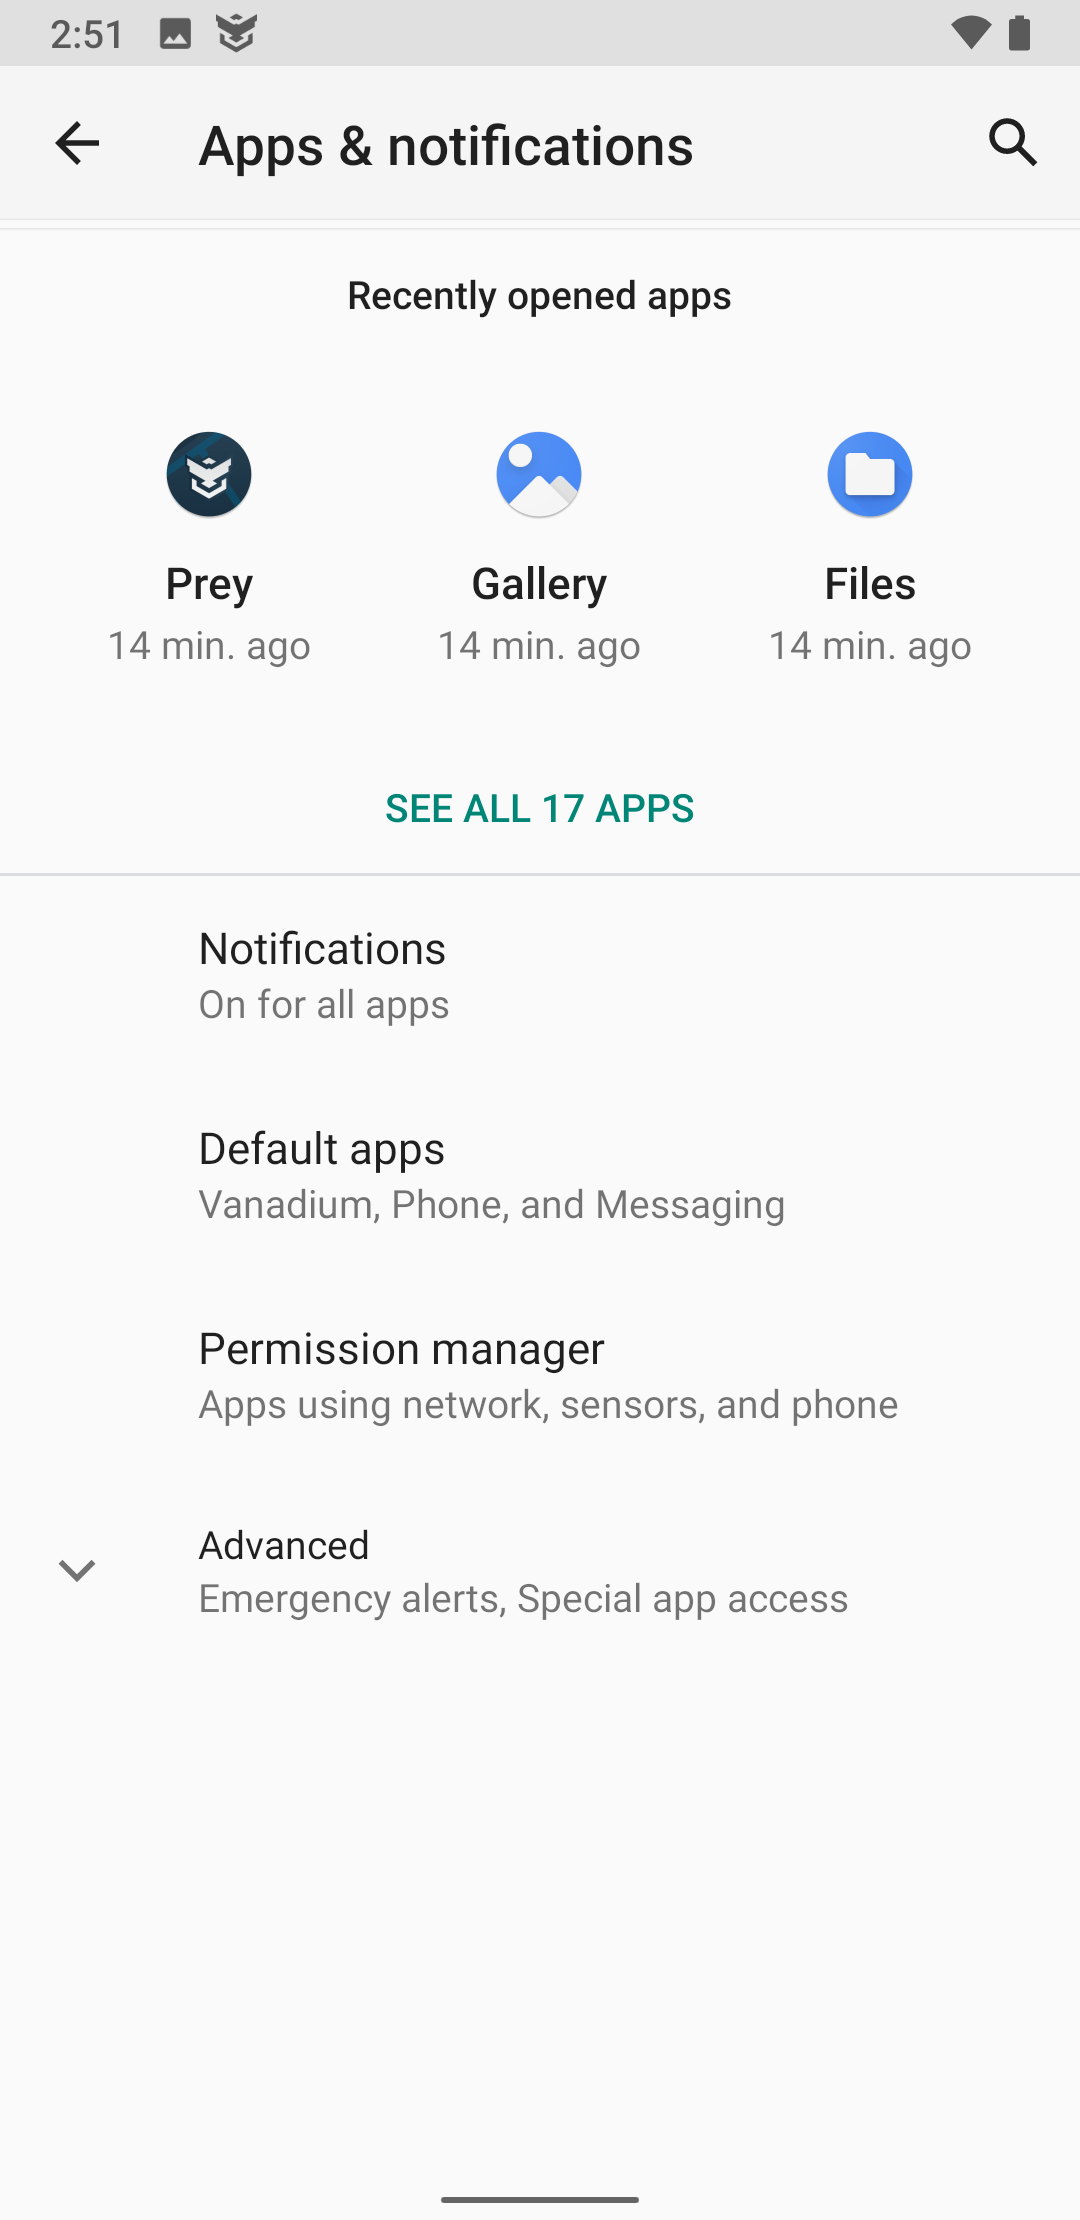 2:51
Apps & notifications
Recently opened apps
Prey
Gallery
Files
14 min. ago
14 min. ago
14 min. ago
SEE ALL 17 APPS
Notifications
On for all apps
Default apps
Vanadium, Phone, and Messaging
Permission manager
Apps using network, sensors, and phone
Advanced
Emergency alerts, Special app access